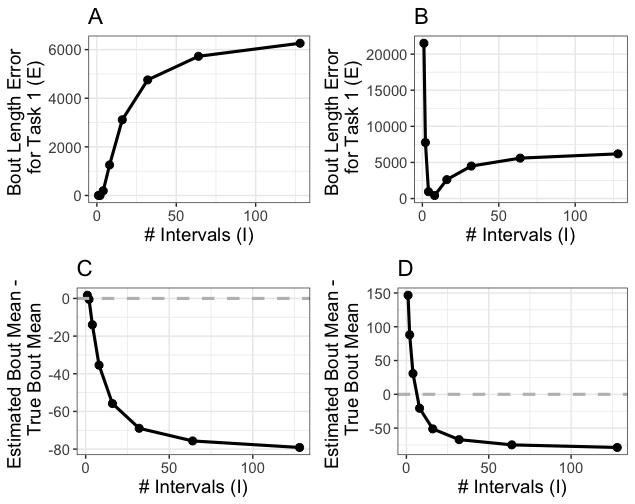 A
Bout Length Error
for Task 1 (E)
6000
4000
2000
0
0
50
100
# Intervals (I)
B
Bout Length Error
for Task 1 (E)
20000
15000
10000
5000
0
0
50
100
# Intervals (I)
C
Estimated Bout Mean -
True Bout Mean
0
-20
-40
-60
-80
0
50
100
# Intervals (I)
D
Estimated Bout Mean -
True Bout Mean
150
100
50
0
-50
0
50
100
# Intervals (I)